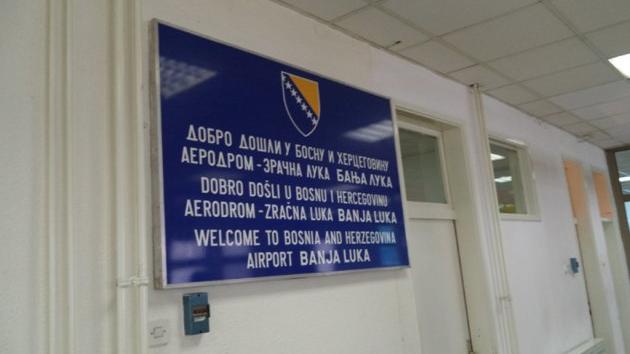 ДОБРО ДОШЛИ У БОСНУ И ХЕРЦЕГОВИНУ
АЕРОДРОМ-ЗРАЧНА ЛУКА БАЊА ЛУКА
DOBRO DOŠLI U BOSNU I HERCEGOVINU
AERODROM-ZRAČNA LUKA BANJA LUKA
WELCOME TO BOSNIA AND HERZEGOVINA
AIRPORT BANJA LUKA